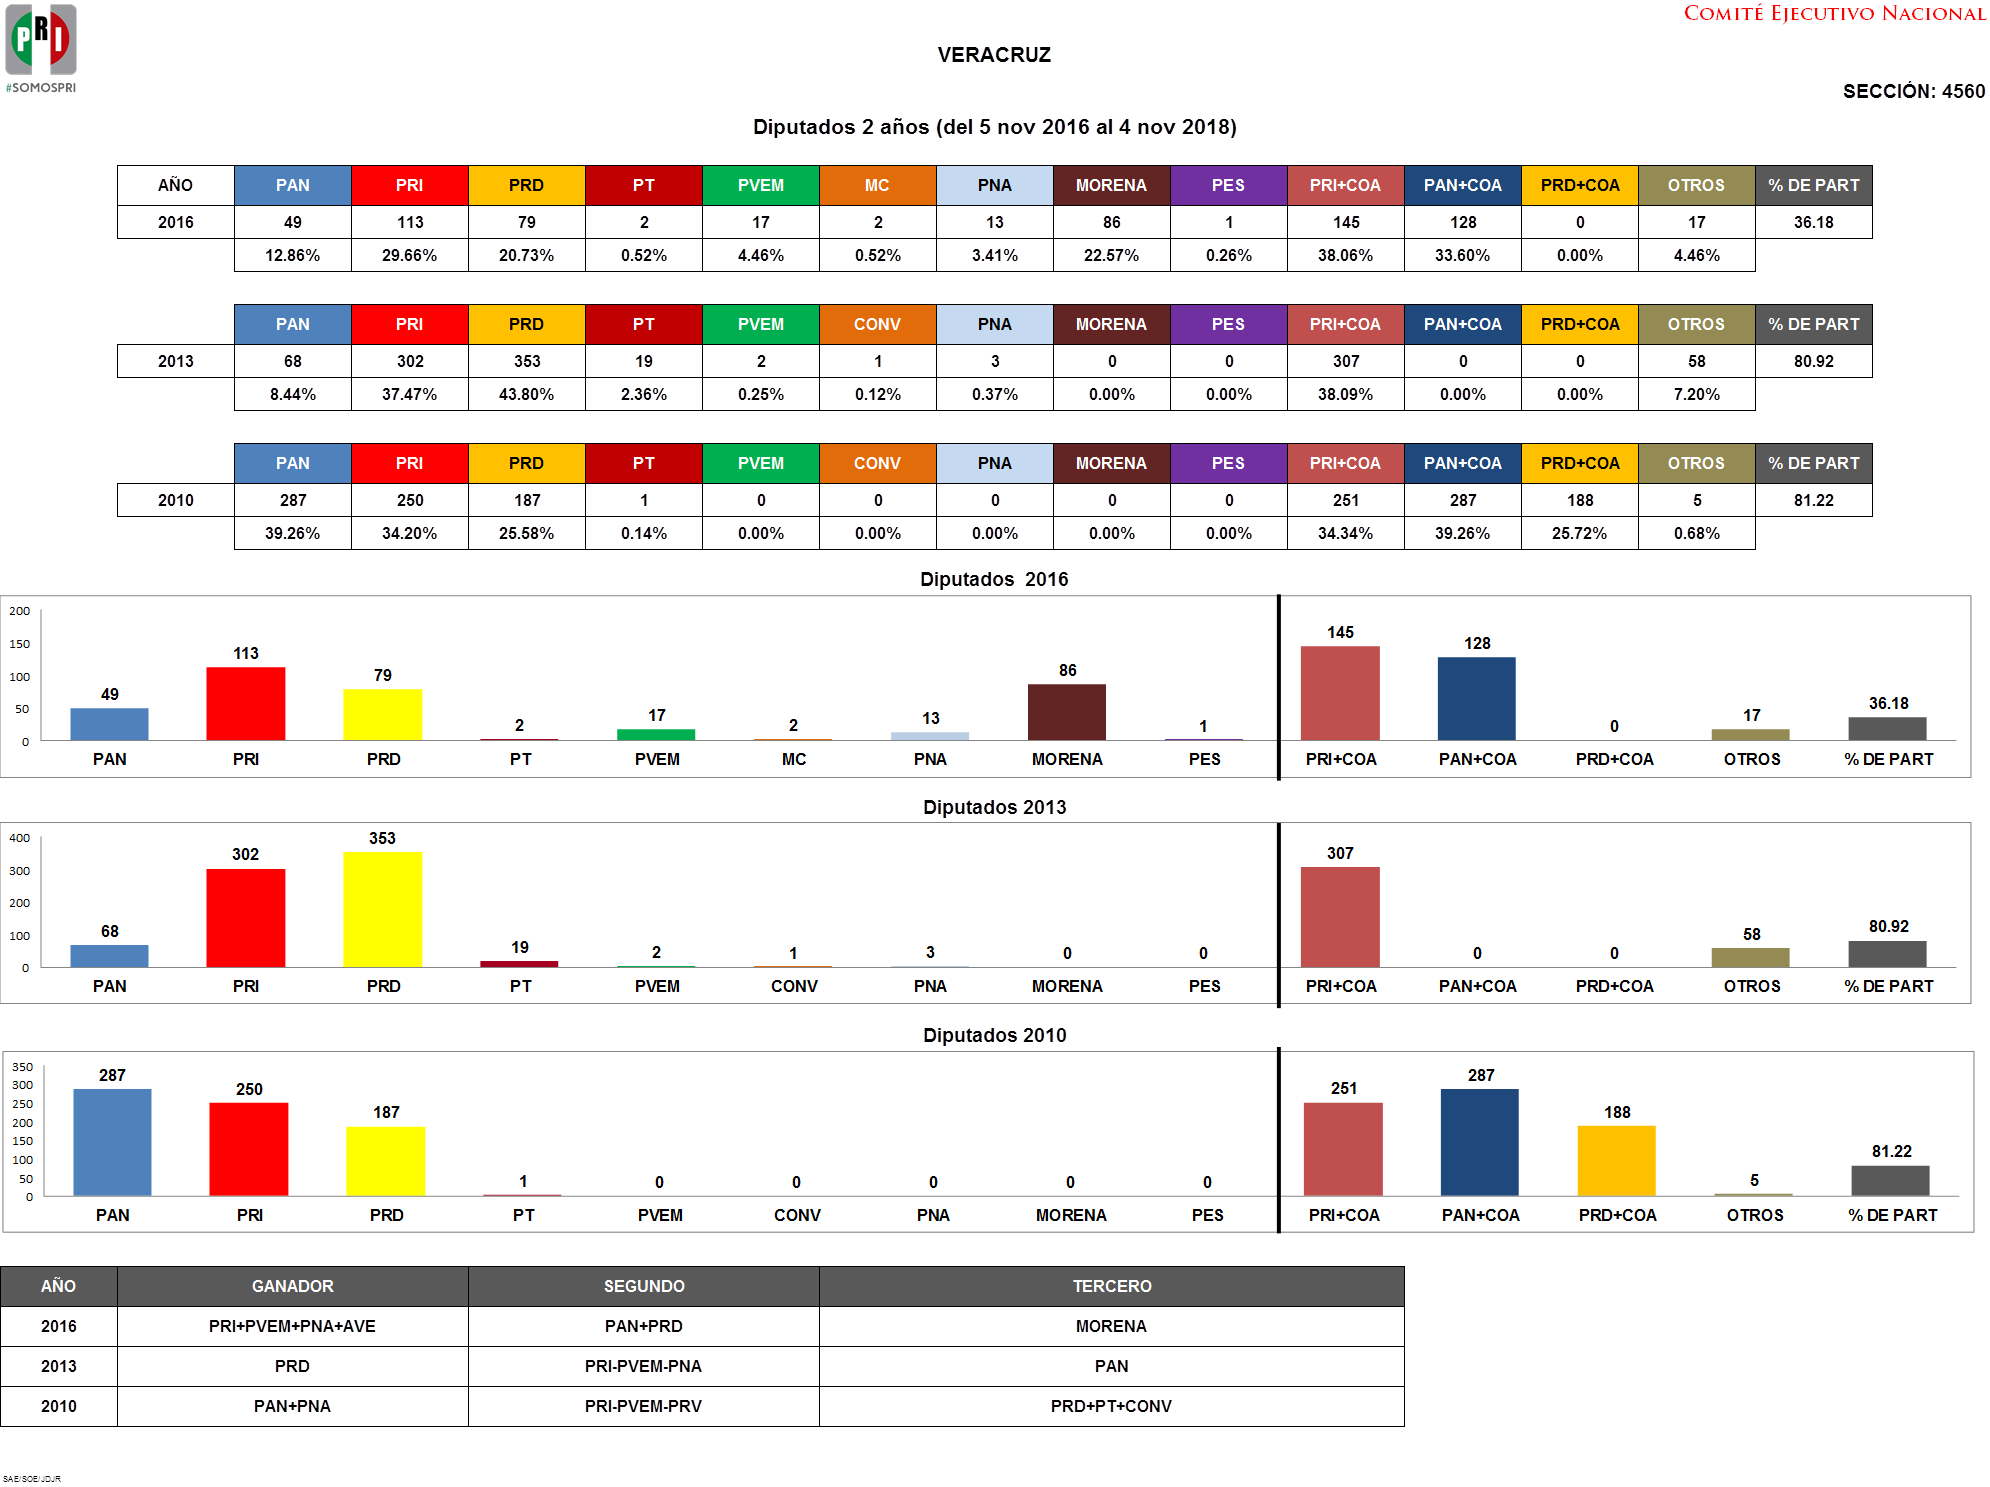 COMITÉ EJECUTIVO NACIONAL
PRI
#SOMOSPRI
VERACRUZ
SECCIÓN: 4560
Diputados 2 años (del 5 nov 2016 al 4 nov 2018)
AÑO PAN PRI PRD PT PVEM MC PNA MORENA PES PRI+COA PAN+COA PRD+COA OTROS % DE PART
2016 49 113 79 2 17 2 13 86 1 145 128 0 17 36.18
12.86% 29.66% 20.73% 0.52% 4.46% 0.52% 3.41% 22.57% 0.26% 38.06% 33.60% 0.00% 4.46%
PAN PRI PRD PT PVEM CONV PNA MORENA PES PRI+COA PAN+COA PRD+COA OTROS % DE PART
2013 68 302 353 19 2 1 3 0 0 307 0 0 58 80.92
8.44% 37.47% 43.80% 2.36% 0.25% 0.12% 0.37% 0.00% 0.00% 38.09% 0.00% 0.00% 7.20%
PAN PRI PRD PT PVEM CONV PNA MORENA PES PRI+COA PAN+COA PRD+COA OTROS % DE PART
2010 287 250 187 1 0 0 0 0 0 251 287 188 5 81.22
39.26% 34.20% 25.58% 0.14% 0.00% 0.00% 0.00% 0.00% 0.00% 34.34% 39.26% 25.72% 0.68%
Diputados 2016
200
150
100
50
0
49 113 79 2 17 2 13 86 1 145 128 0 17 36.18
PAN PRI PRD PT PVEM MC PNA MORENA PES PRI+COA PAN+COA PRD+COA OTROS % DE PART
Diputados 2013
400
300
200
100
0
68 302 353 19 2 1 3 0 0 307 0 0 58 80.92
PAN PRI PRD PT PVEM CONV PNA MORENA PES PRI+COA PAN+COA PRD+COA OTROS % DE PART
Diputados 2010
350
300
250
200
150
100
50
0
287 250 187 1 0 0 0 0 0 251 287 188 5 81.22
PAN PRI PRD PT PVEM CONV PNA MORENA PES PRI+COA PAN+COA PRD+COA OTROS % DE PART
AÑO GANADOR SEGUNDO TERCERO
2016 PRI+PVEM+PNA+AVE PAN+PRD MORENA
2013 PRD PRI-PVEM-PNA PAN
2010 PAN+PNA PRI-PVEM-PRV PRD+PT+CONV
SAE/SOE/JDJR